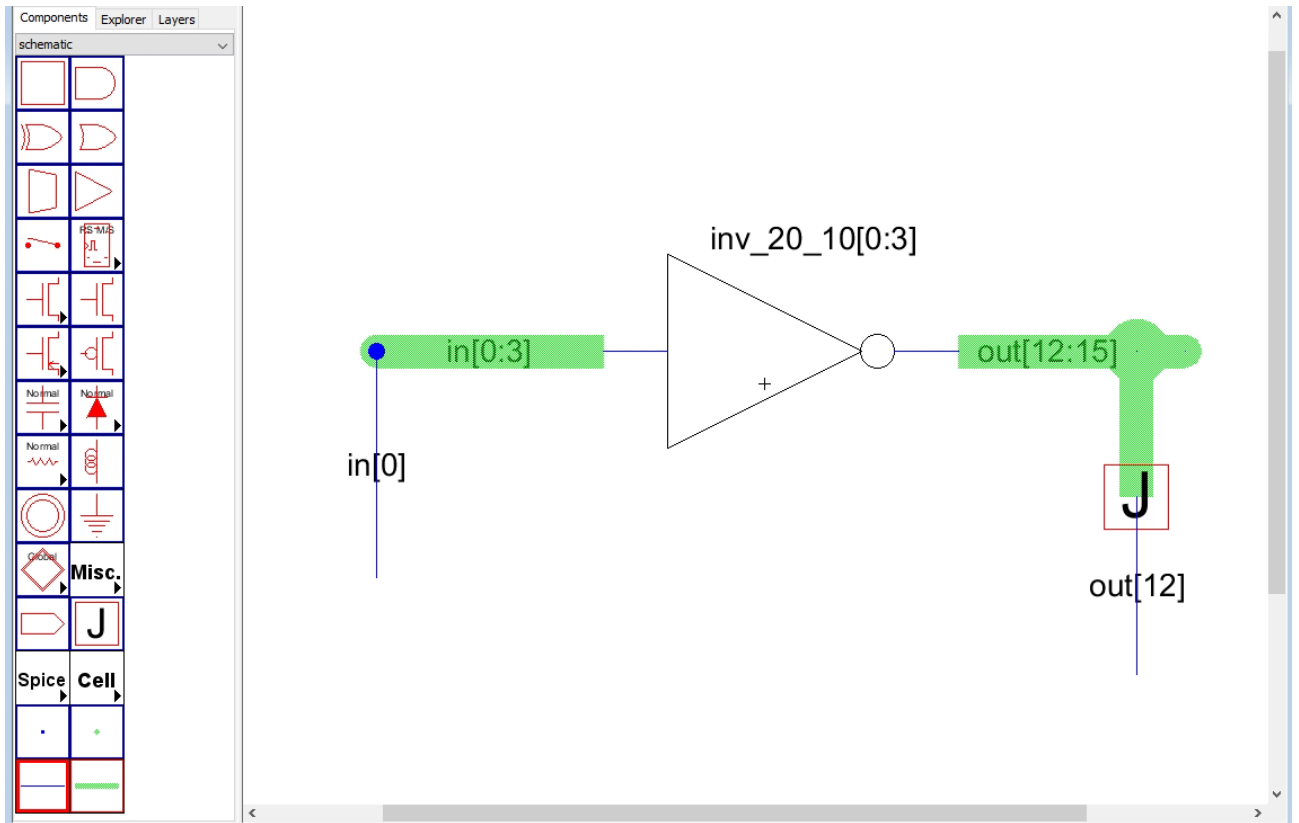 Components Explorer Layers
schematic
RS-M/S
Normal Normal
Normal
Global
Misc.
J
Spice Cell
inv_20_10[0:3]
in[0:3]
out[12:15]
in[0]
J
out[12]